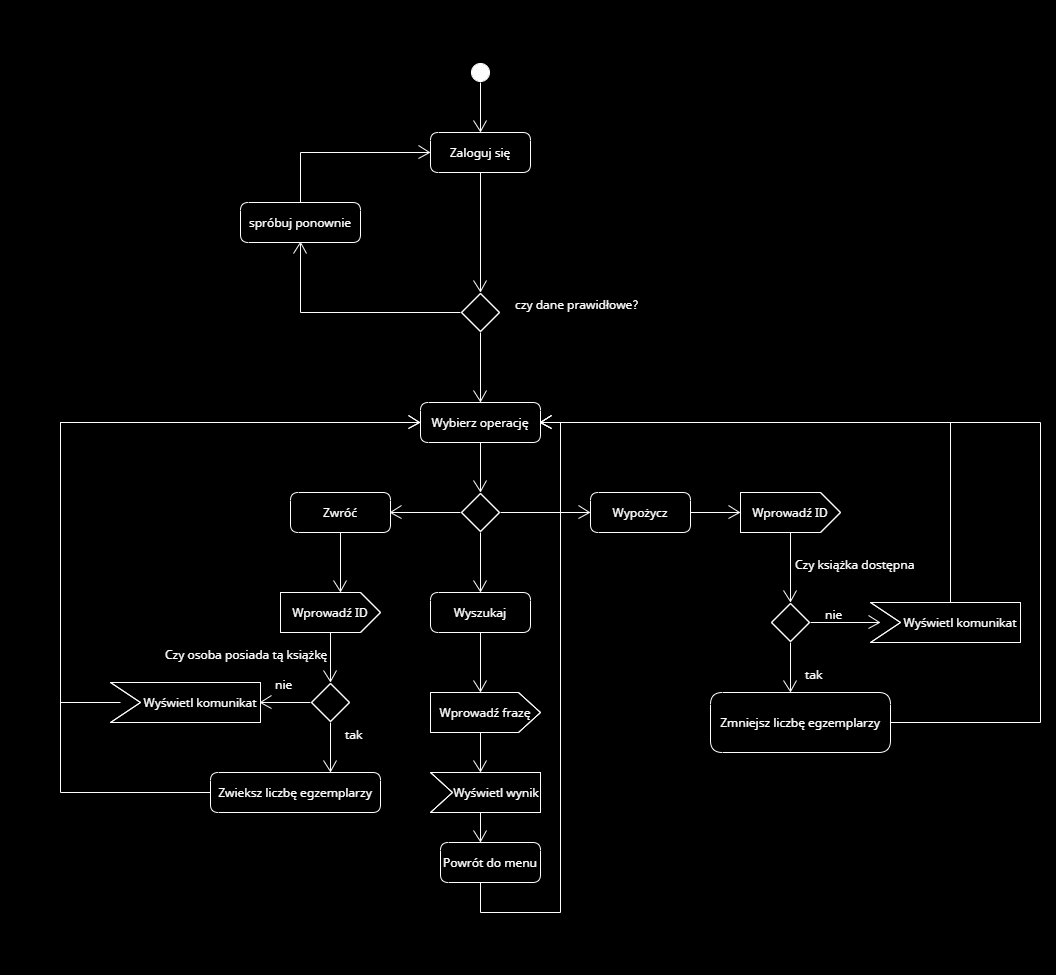 Zaloguj się
spróbuj ponownie
czy dane prawidłowe?
Wybierz operację
Zwróć
Wypożycz
Wprowadź ID
Czy książka dostępna
Wprowadź ID
Wyszukaj
nie
Wyświetl komunikat
Czy osoba posiada tą książkę
nie
tak
Wyświetl komunikat
Wprowadź frazę
Zmniejsz liczbę egzemplarzy
tak
Zwieksz liczbę egzemplarzy
Wyświetl wynik
Powrót do menu